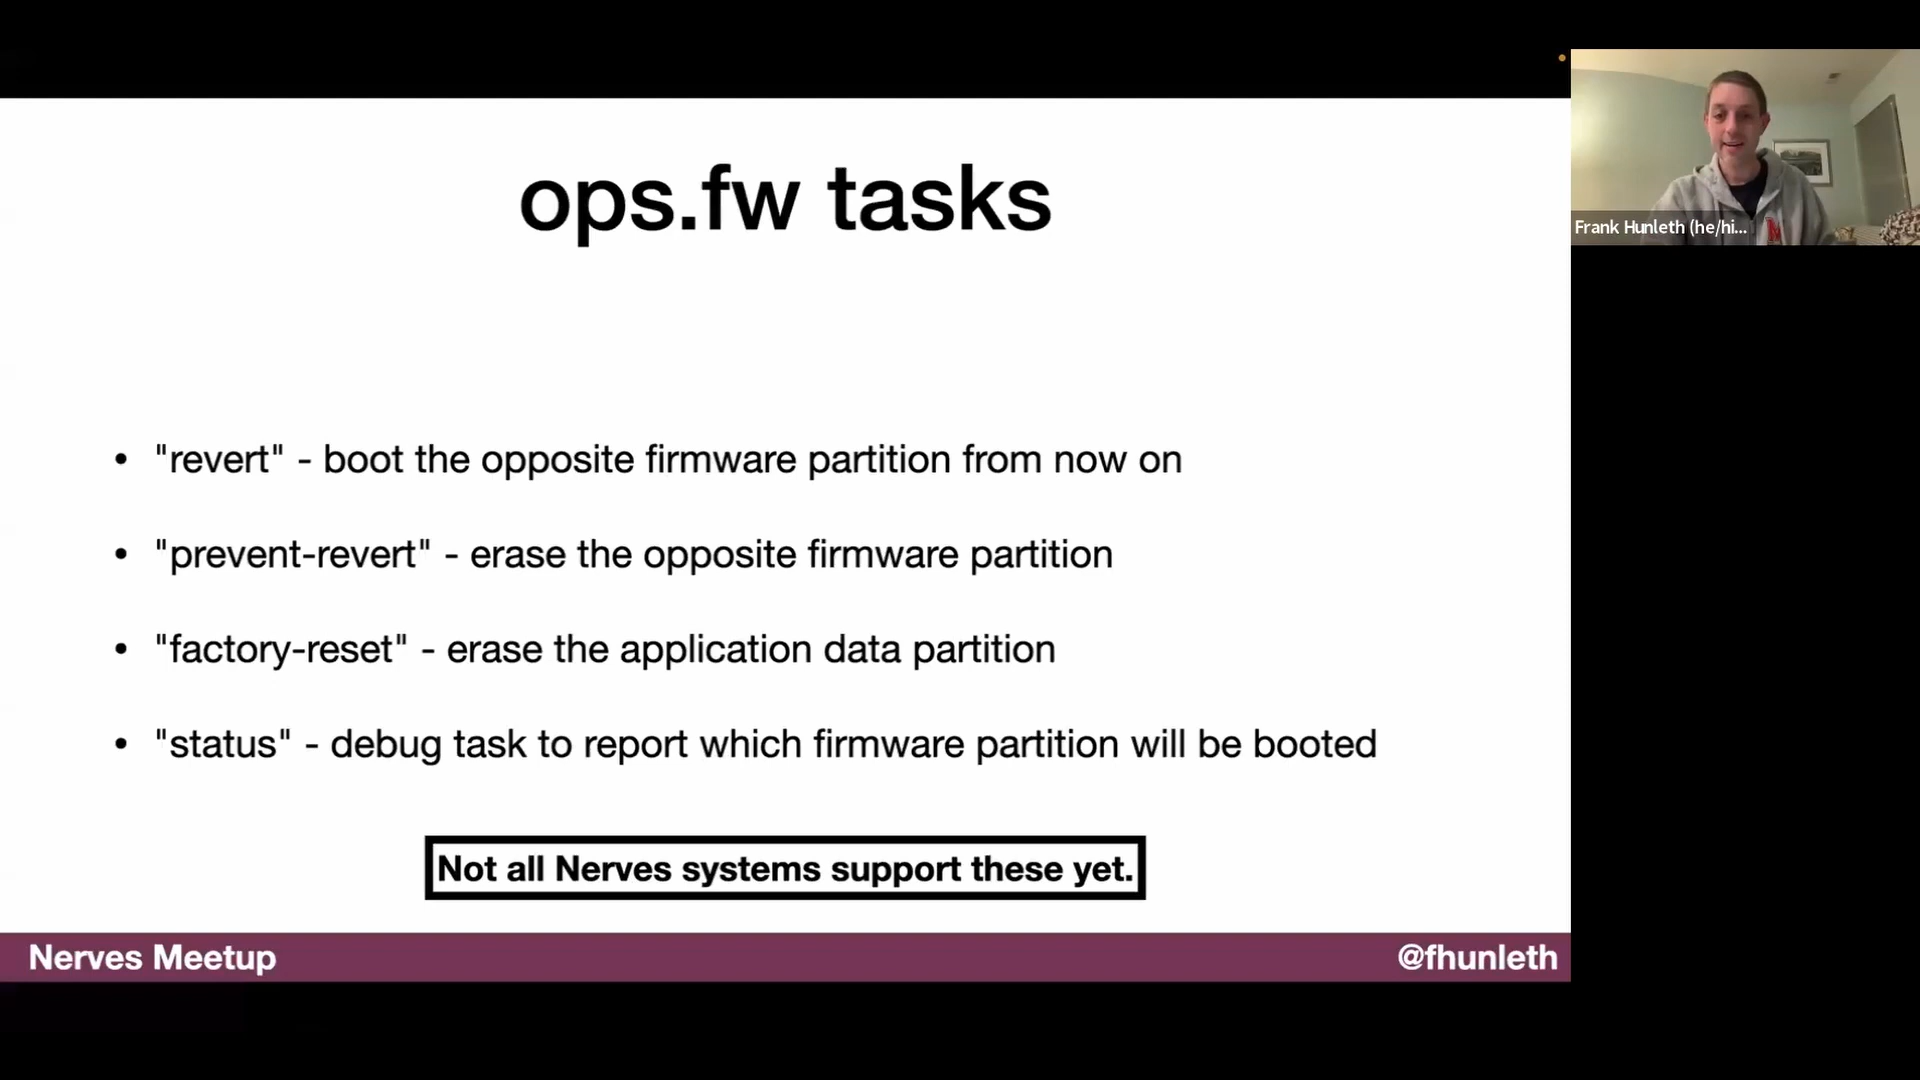 ops.fw tasks
• "revert" - boot the opposite firmware partition from now on
• "prevent-revert" - erase the opposite firmware partition
• "factory-reset" - erase the application data partition
• "status" - debug task to report which firmware partition will be booted
Not all Nerves systems support these yet.
Nerves Meetup
@fhunleth
Frank Hunleth (he/hi...